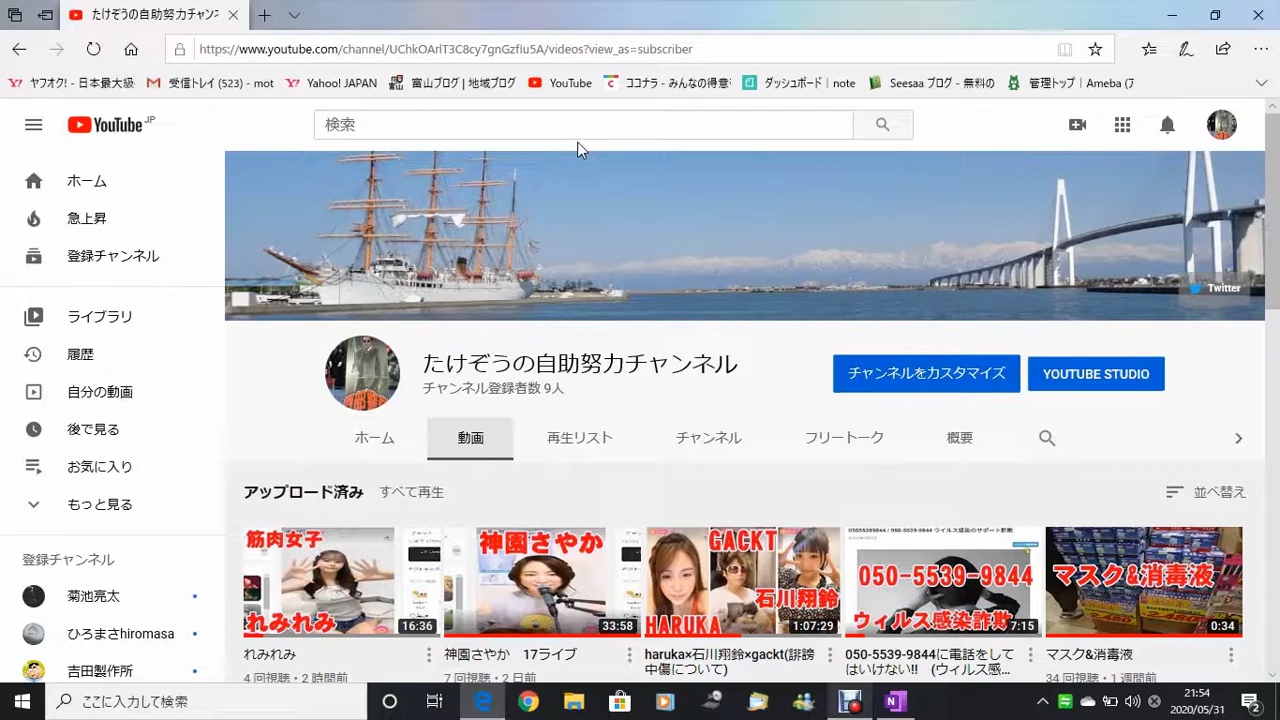 たけぞうの自助努力チャンネ
https://www.youtube.com/channel/UChkOArlT3C8cy7gnGzfiu5A/videos?view_as=subscriber
ヤフオク! - 日本最大級
受信トレイ (523) - mot
Yahoo! JAPAN
富山ブログ | 地域ブログ
YouTube
ココナラ - みんなの得意
ダッシュボード | note
Seesaa ブログ - 無料の
管理トップ | Ameba (ア
YouTube JP
検索
ホーム
急上昇
登録チャンネル
ライブラリ
履歴
自分の動画
後で見る
お気に入り
もっと見る
登録チャンネル
菊池亮太
ひろまさhiromasa
吉田製作所
Twitter
たけぞうの自助努力チャンネル
チャンネル登録者数 9人
チャンネルをカスタマイズ
YOUTUBE STUDIO
ホーム
動画
再生リスト
チャンネル
フリートーク
概要
アップロード済み
すべて再生
並べ替え
筋肉女子
れみれみ
16:36
れみれみ
4 回視聴・2 時間前
神園さやか
33:58
神園さやか 17ライブ
7 回視聴・2 日前
GACKT
石川翔鈴
HARUKA
1:07:29
haruka×石川翔鈴×gackt(誹謗
中傷について)
05055399844 / 050-5539-9844 ウイルス感染のサポート詐欺
050-5539-9844
ウィルス感染詐欺
7:15
050-5539-9844に電話をして
はいけない!! (ウィルス感...
マスク&消毒液
0:34
マスク&消毒液
34 回視聴・1 週間前
ここに入力して検索
21:54
2020/05/31
2